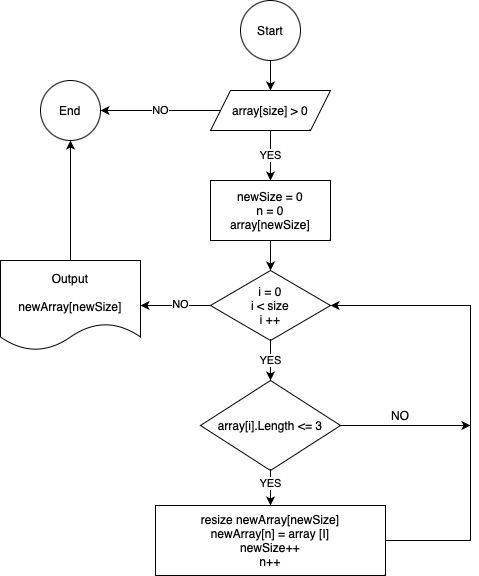 Start
array[size] > 0
NO
End
YES
newSize = 0
n = 0
array[newSize]
Output
newArray[newSize]
NO
i = 0
i < size
i ++
YES
array[i].Length <= 3
NO
YES
resize newArray[newSize]
newArray[n] = array [I]
newSize++
n++